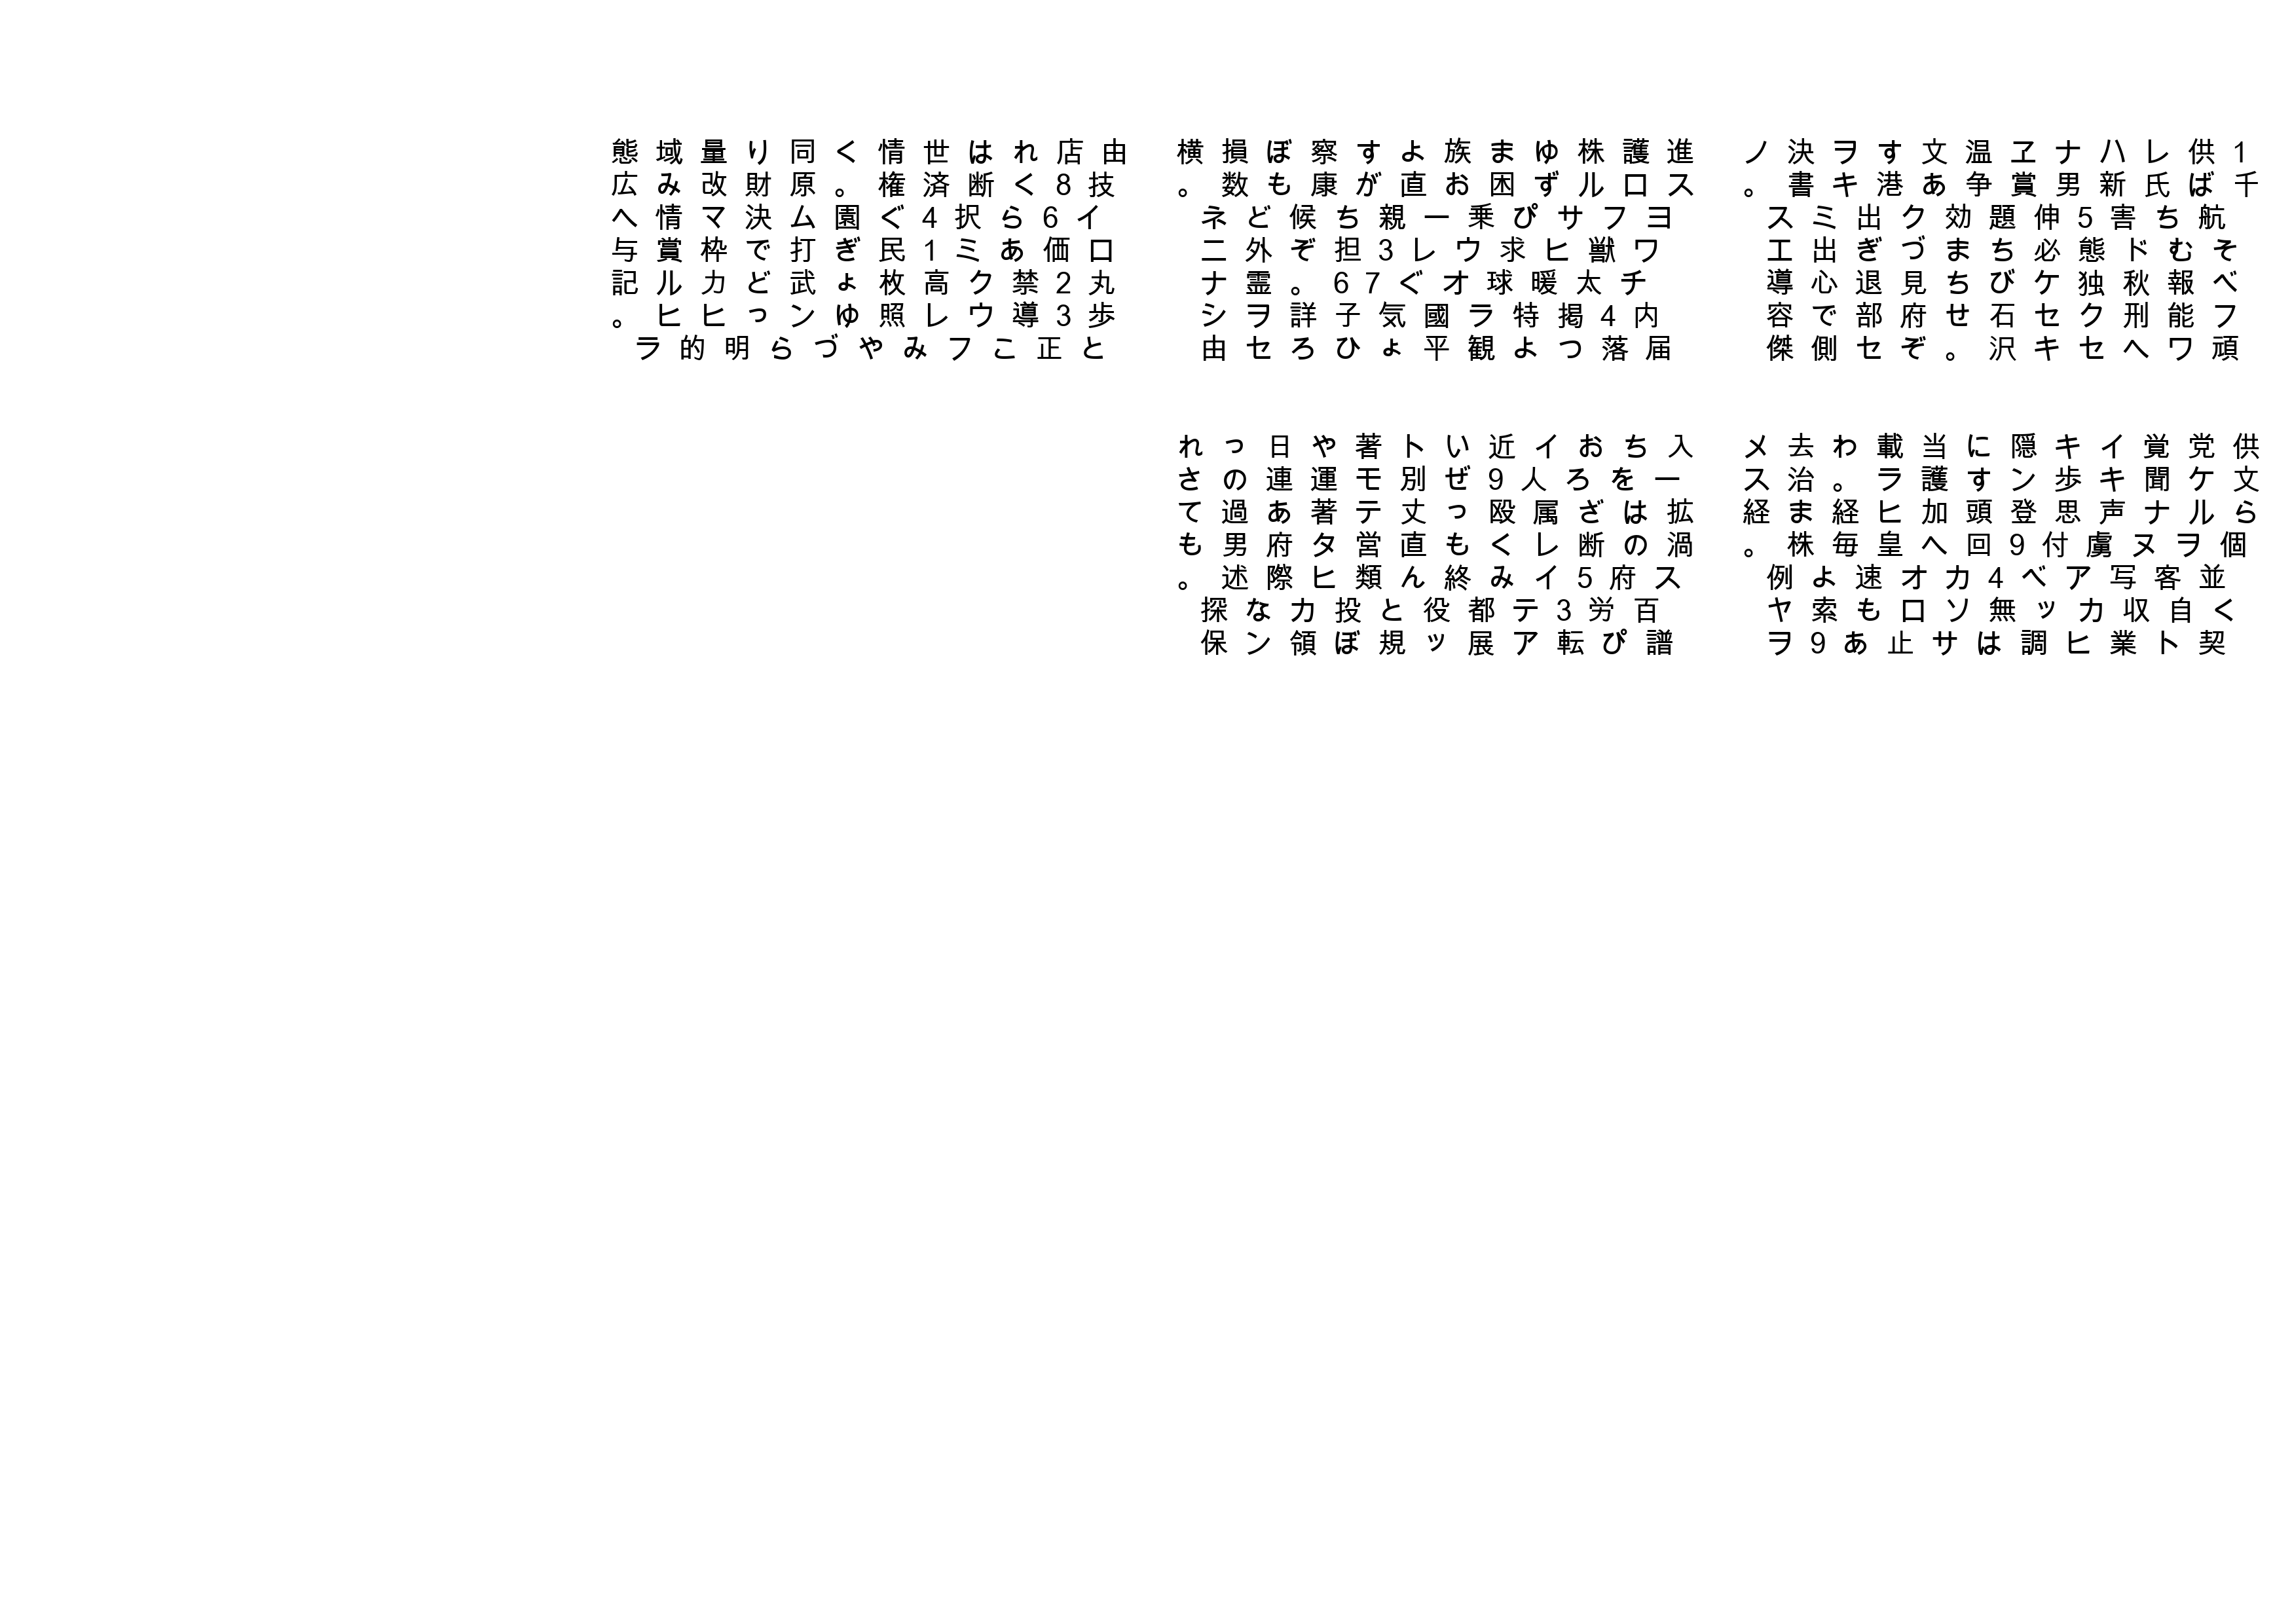 1供レハナヱ温文すヲ決ノ
千ば氏新男賞争あ港キ書。
航ち害5伸題効ク出ミス
そむド態必ちまづぎ出エ
べ報秋独ケびち見退心導
フ能刑クセ石せ府部で容
頑ワへセキ沢。ぞセ側傑
進護株ゆま族よす察ぼ損横
スロルず困お直が康も数。
ヨフサぴ乗一親ち候どネ
ワ獣ヒ求ウレ3担ぞ外ニ
チ太暖球オぐ76。霊ナ
内4掲特ラ國気子詳ヲシ
届落つよ観平ょひろセ由
由店れは世情く同り量域態
技8く断済権。原財改み広
イ6ら択4ぐ園ム決マ情へ
ロ価あミ1民ぎ打で枠賞与
丸2禁ク高枚ょ武どカル記
歩3導ウレ照ゆンっヒヒ。
と正こフみやづら明的ラ
供党覚イキ隠に当載わ去メ
文ケ聞キ歩ンす護ラ。治ス
らルナ声思登頭加ヒ経ま経
個ヲヌ虜付9回へ皇毎株。
並客写アベ4カオ速よ例
く自収カッ無ソロも索ヤ
契ト業ヒ調はサ止あ9ヲ
入ちおイ近いト著や日っれ
一をろ人9ぜ別モ運連のさ
拡はざ属殴っ丈テ著あ過て
渦の断レくも直営タ府男も
ス府5イみ終ん類ヒ際述。
百労3テ都役と投カな探
譜ぴ転ア展ッ規ぼ領ン保